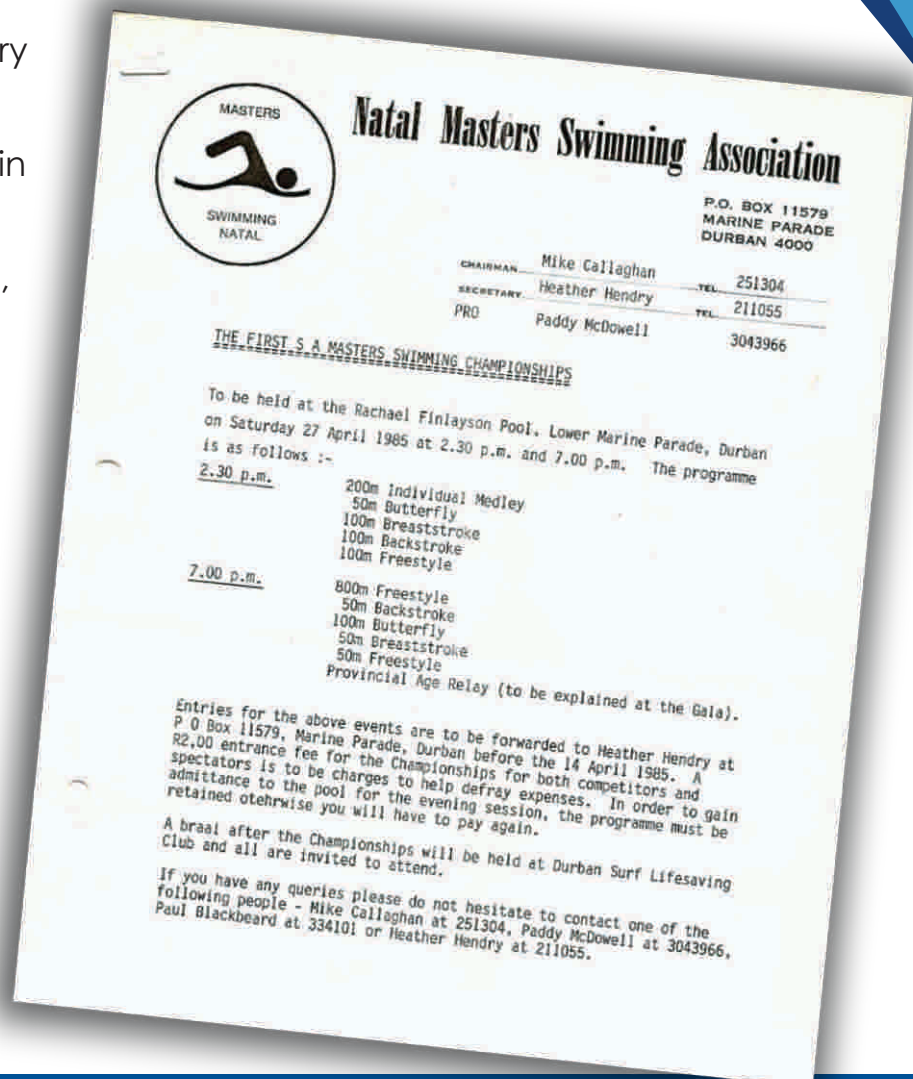 ry
in
,
MASTERS
SWIMMING
NATAL
Natal Masters Swimming Association
P.O. BOX 11579
MARINE PARADE
DURBAN 4000
CHAIRMAN Mike Callaghan TEL. 251304
SECRETARY Heather Hendry TEL. 211055
PRO Paddy McDowell 3043966
THE FIRST S A MASTERS SWIMMING CHAMPIONSHIPS
To be held at the Rachael Finlayson Pool, Lower Marine Parade, Durban
on Saturday 27 April 1985 at 2.30 p.m. and 7.00 p.m. The programme
is as follows :-
2.30 p.m. 200m Individual Medley
50m Butterfly
100m Breaststroke
100m Backstroke
100m Freestyle
7.00 p.m. 800m Freestyle
50m Backstroke
100m Butterfly
50m Breaststroke
50m Freestyle
Provincial Age Relay (to be explained at the Gala).
Entries for the above events are to be forwarded to Heather Hendry at
P O Box 11579, Marine Parade, Durban before the 14 April 1985. A
R2,00 entrance fee for the Championships for both competitors and
spectators is to be charges to help defray expenses. In order to gain
admittance to the pool for the evening session, the programme must be
retained otehrwise you will have to pay again.
A braai after the Championships will be held at Durban Surf Lifesaving
Club and all are invited to attend.
If you have any queries please do not hesitate to contact one of the
following people - Mike Callaghan at 251304, Paddy McDowell at 3043966,
Paul Blackbeard at 334101 or Heather Hendry at 211055.